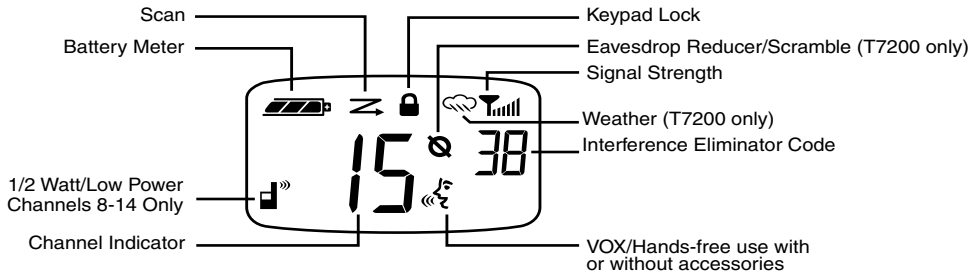 Scan
Keypad Lock
Battery Meter
Eavesdrop Reducer/Scramble (T7200 only)
Signal Strength
Weather (T7200 only)
15
38
Interference Eliminator Code
1/2 Watt/Low Power
Channels 8-14 Only
Channel Indicator
VOX/Hands-free use with
or without accessories